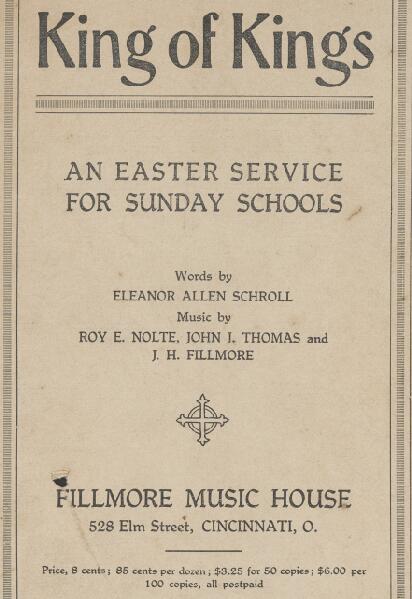 King of Kings
AN EASTER SERVICE
FOR SUNDAY SCHOOLS
Words by
ELEANOR ALLEN SCHROLL
Music by
ROY E. NOLTE, JOHN I. THOMAS and
J. H. FILLMORE
FILLMORE MUSIC HOUSE
528 Elm Street, CINCINNATI, O.
Price, 8 cents; 85 cents per dozen; $3.25 for 50 copies; $6.00 per
100 copies, all postpaid